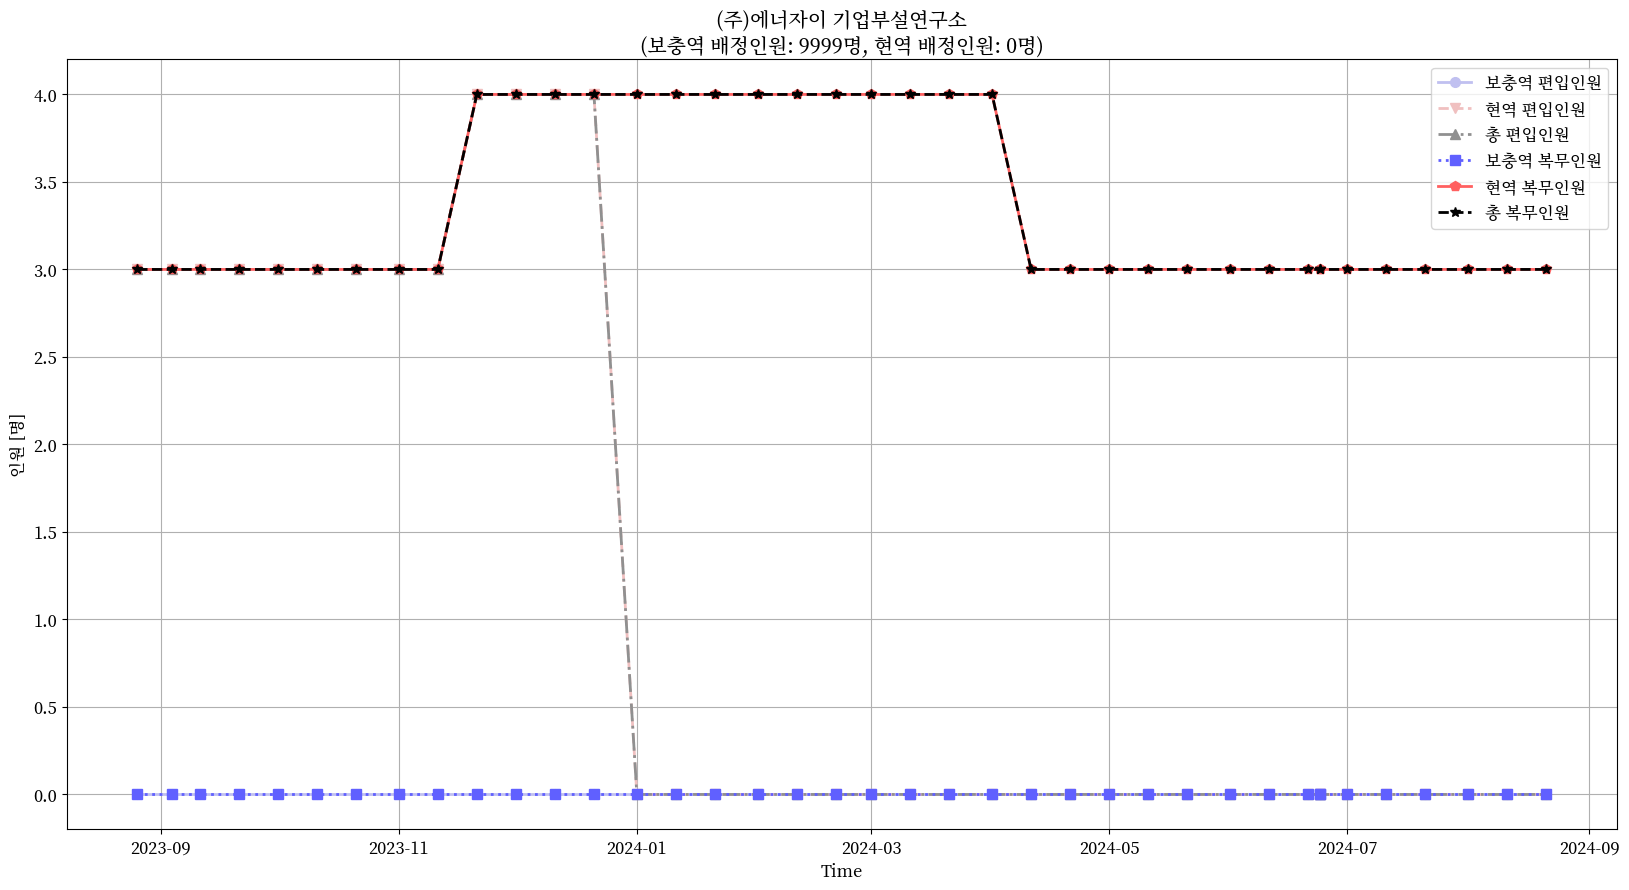 (주)에너자이 기업부설연구소
(보충역 배정인원: 9999명, 현역 배정인원: 0명)
보충역 편입인원
현역 편입인원
총 편입인원
보충역 복무인원
현역 복무인원
총 복무인원
4.0
3.5
3.0
2.5
2.0
1.5
1.0
0.5
0.0
인원 [명]
2023-09 2023-11 2024-01 2024-03 2024-05 2024-07 2024-09
Time